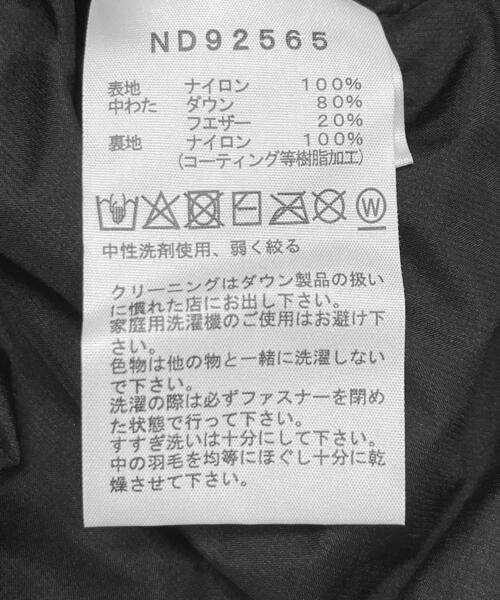 ND92565
表地 ナイロン 100%
中わた ダウン 80%
フエザー 20%
裏地 ナイロン 100%
(コーティング等樹脂加工)
W
中性洗剤使用、弱く絞る
クリーニングはダウン製品の扱い
に慣れた店にお出し下さい。
家庭用洗濯機のご使用はお避け下
さい。
色物は他の物と一緒に洗濯しない
で下さい。
洗濯の際は必ずファスナーを閉め
た状態で行って下さい。
すすぎ洗いは十分にして下さい。
中の羽毛を均等にほぐし十分に乾
燥させて下さい。